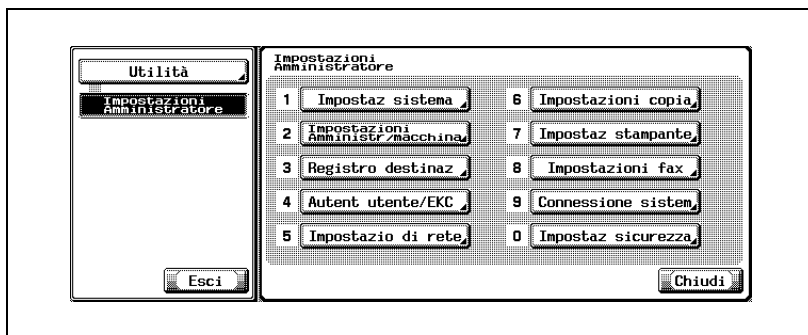 Utilità
Impostazioni
Amministratore
Esci
Impostazioni
Amministratore
1 Impostaz sistema
2 Impostazioni
Amministr/macchina
3 Registro destinaz
4 Autent utente/EKC
5 Impostazio di rete
6 Impostazioni copia
7 Impostaz stampante
8 Impostazioni fax
9 Connessione sistem
0 Impostaz sicurezza
Chiudi